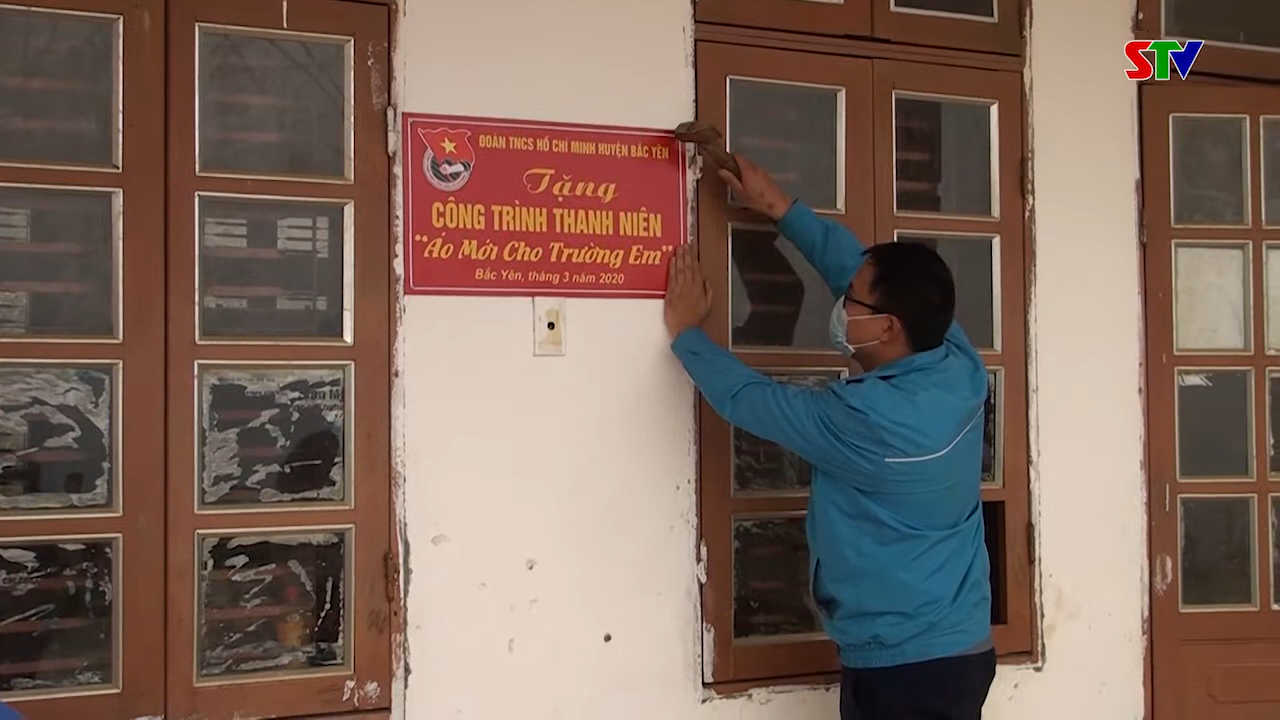 STV
ĐOÀN TNCS HỒ CHÍ MINH HUYỆN BẮC YÊN
Tặng
CÔNG TRÌNH THANH NIÊN
"Áo Mới Cho Trường Em"
Bắc Yên, tháng 3 năm 2020